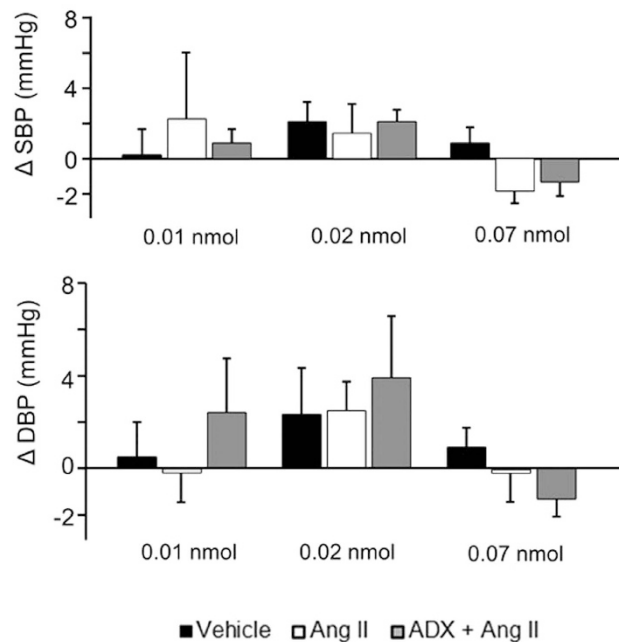 Δ SBP (mmHg)
8
4
0
-2
0.01 nmol 0.02 nmol 0.07 nmol
Δ DBP (mmHg)
8
4
0
-2
0.01 nmol 0.02 nmol 0.07 nmol
Vehicle Ang II ADX + Ang II